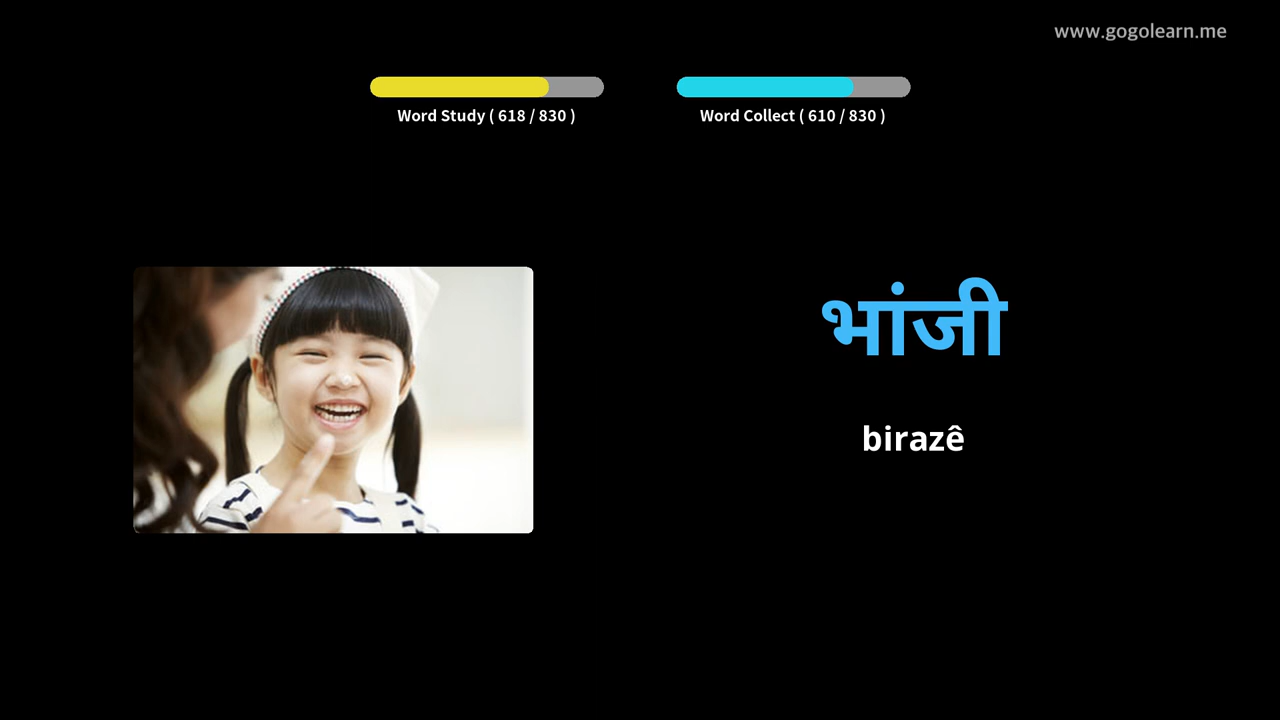 www.gogolearn.me
Word Study ( 618 / 830 )
Word Collect ( 610 / 830 )
भांजी
birazê